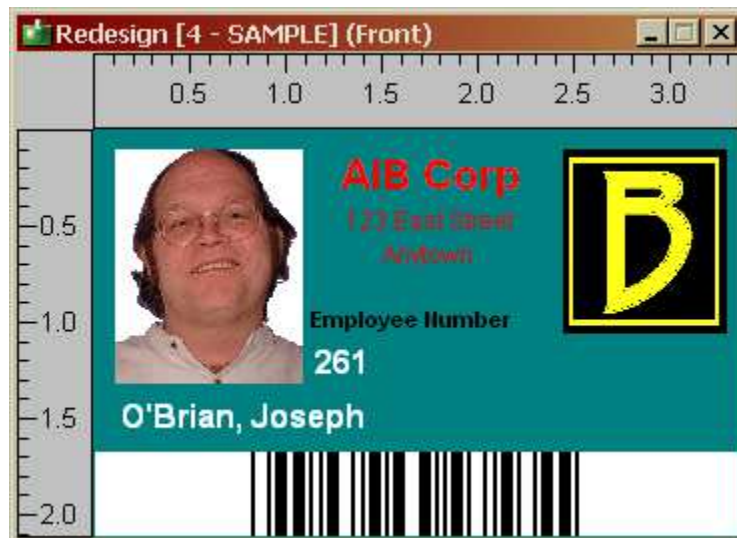 Redesign [4 - SAMPLE] (Front)
0.5 1.0 1.5 2.0 2.5 3.0
AIB Corp
123 East Street
Anytown
B
Employee Number
261
O'Brian, Joseph
0.5
1.0
1.5
2.0